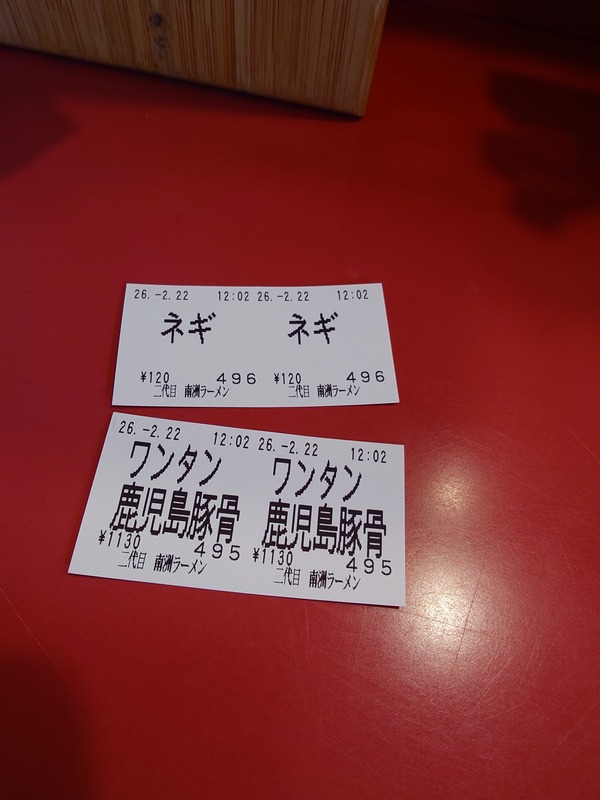 26.-2.22 12:02 26.-2.22 12:02
ネギ ネギ
¥120 496 ¥120 496
二代目 南洲ラーメン 二代目 南洲ラーメン
26.-2.22 12:02 26.-2.22 12:02
ワンタン ワンタン
鹿児島豚骨 鹿児島豚骨
¥1130 495 ¥1130 495
二代目 南洲ラーメン 二代目 南洲ラーメン